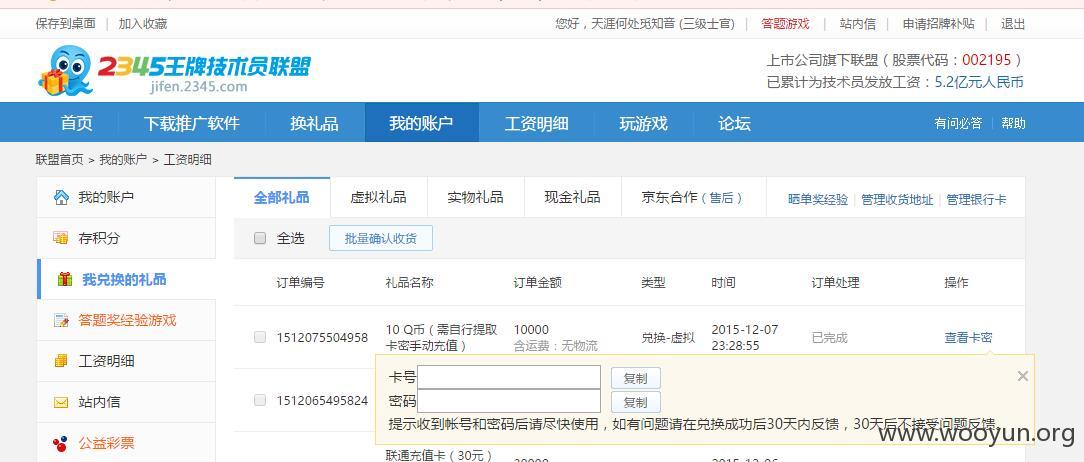 保存到桌面 | 加入收藏
您好，天涯何处觅知音 (三级士官) | 答题游戏 | 站内信 | 申请招牌补贴 | 退出
2345王牌技术员联盟
jifen.2345.com
上市公司旗下联盟（股票代码：002195 ）
已累计为技术员发放工资：5.2亿元人民币
首页 下载推广软件 换礼品 我的账户 工资明细 玩游戏 论坛 有问必答 | 帮助
联盟首页 > 我的账户 > 工资明细
我的账户
存积分
我兑换的礼品
答题奖经验游戏
工资明细
站内信
公益彩票
全部礼品 虚拟礼品 实物礼品 现金礼品 京东合作（售后） 晒单奖经验 | 管理收货地址 | 管理银行卡
全选 批量确认收货
订单编号 礼品名称 订单金额 类型 时间 订单处理 操作
1512075504958 10 Q币（需自行提取卡密手动充值） 10000 含运费：无物流 兑换-虚拟 2015-12-07 23:28:55 已完成 查看卡密
1512065495824
卡号 复制
密码 复制
提示收到帐号和密码后请尽快使用，如有问题请在兑换成功后30天内反馈，30天后不接受问题反馈。
联通充值卡（30元）
www.wooyun.org